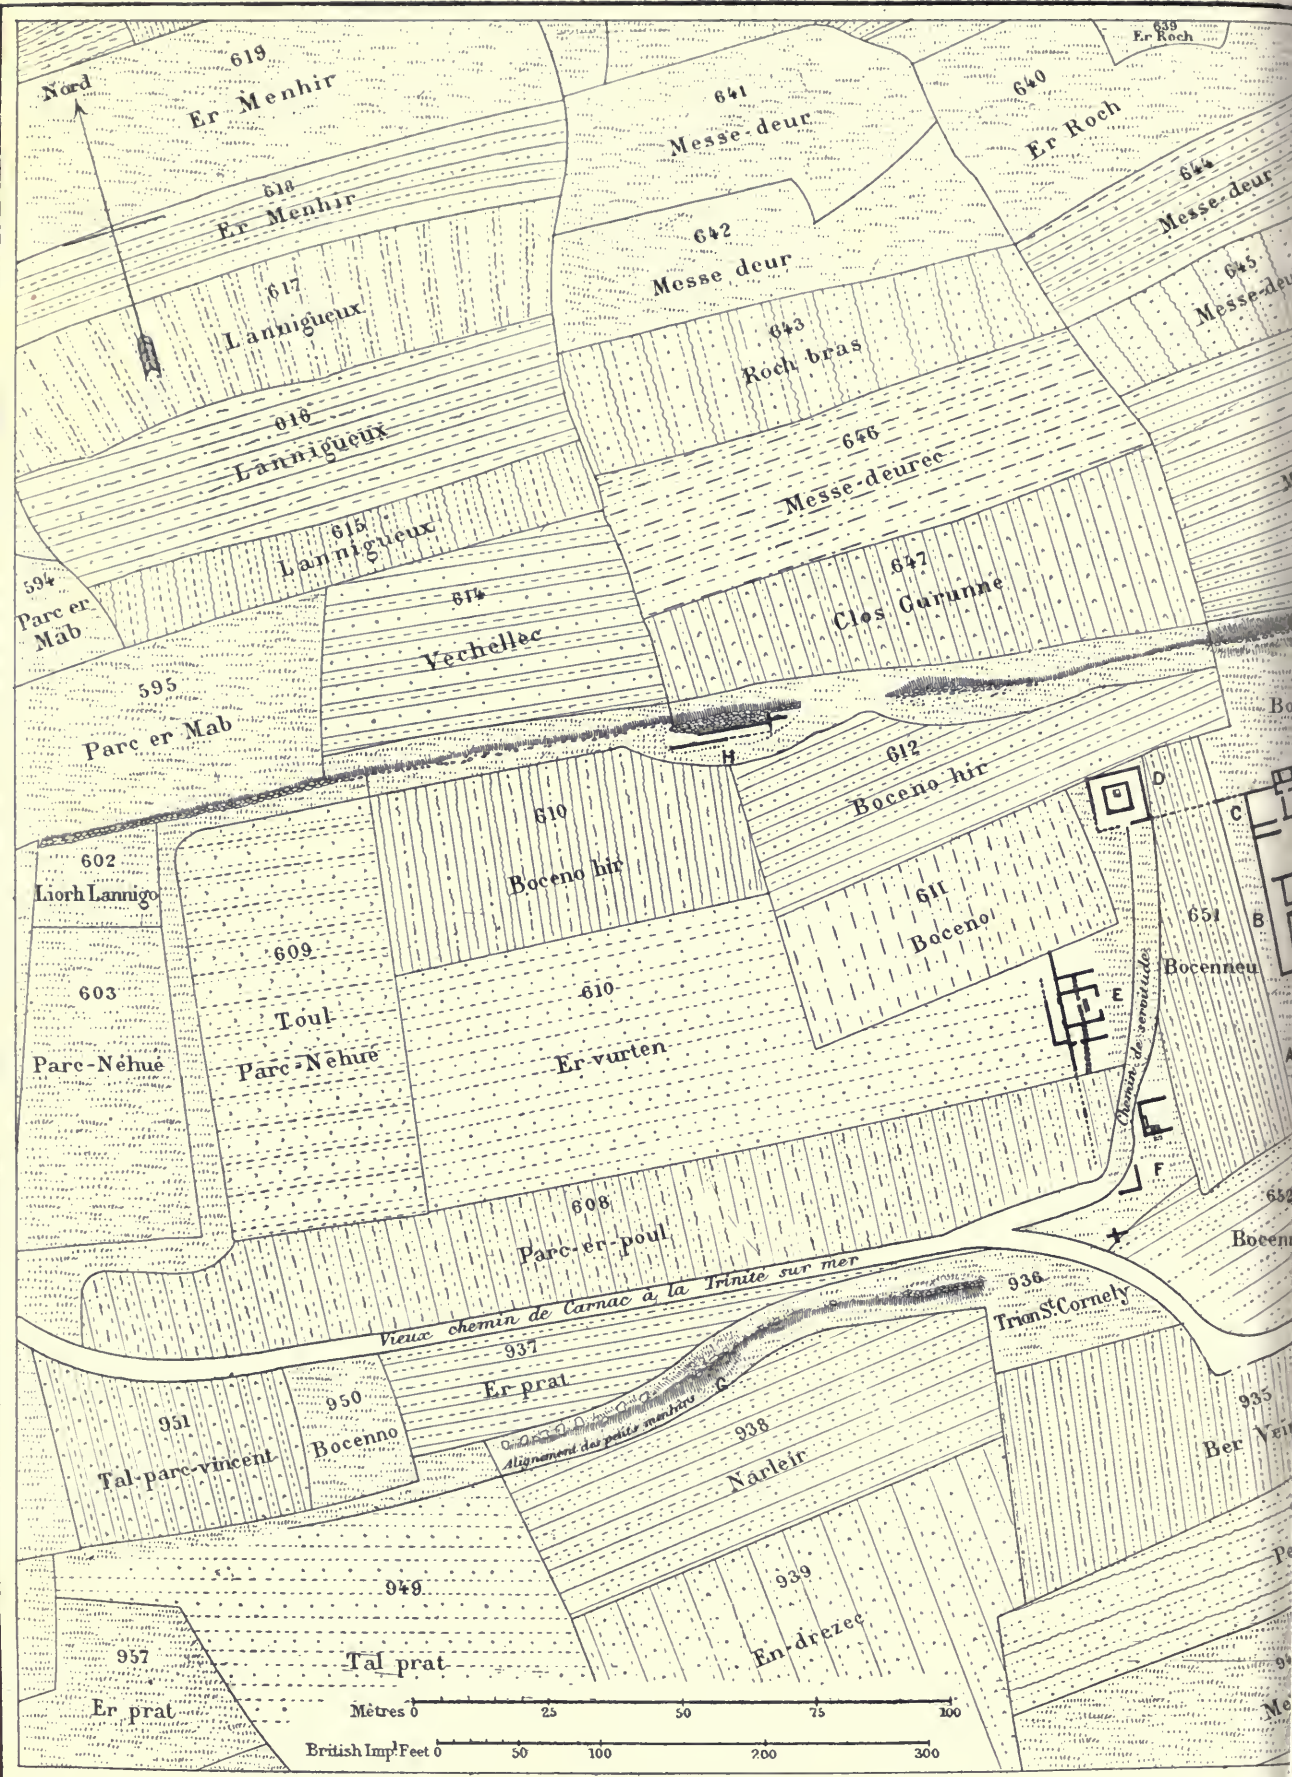 639
Er Roch
619
Er Menhir
Nord
641
Messe-deur
640
Er Roch
618
Er Menhir
644
Messe-deur
642
Messe deur
617
Lannigueux
645
643
Roch bras
616
Lannigueux
646
Messe-deurec
615
Lannigueux
594
Parc er
Mab
614
Vechellec
647
Clos Gurunne
595
Parc er Mab
H
612
Boceno hir
D
C
610
Boceno hir
602
Liorh Lannigo
611
Boceno
651
Bocenneu
B
609
Toul
Parc-Néhué
603
Parc-Néhué
610
Er-vurten
E
Chemin de servitudes
F
608
Parc-er-poul
Vieux chemin de Carnac à la Trinité sur mer
936
Trion St. Cornely
937
Er prat
G
Alignement des petits menhirs
950
Bocenno
951
Tal-parc-vincent
938
Narleir
935
939
En-drezec
949
Tal prat
957
Er prat
Mètres 0 25 50 75 100
British Impl. Feet 0 50 100 200 300